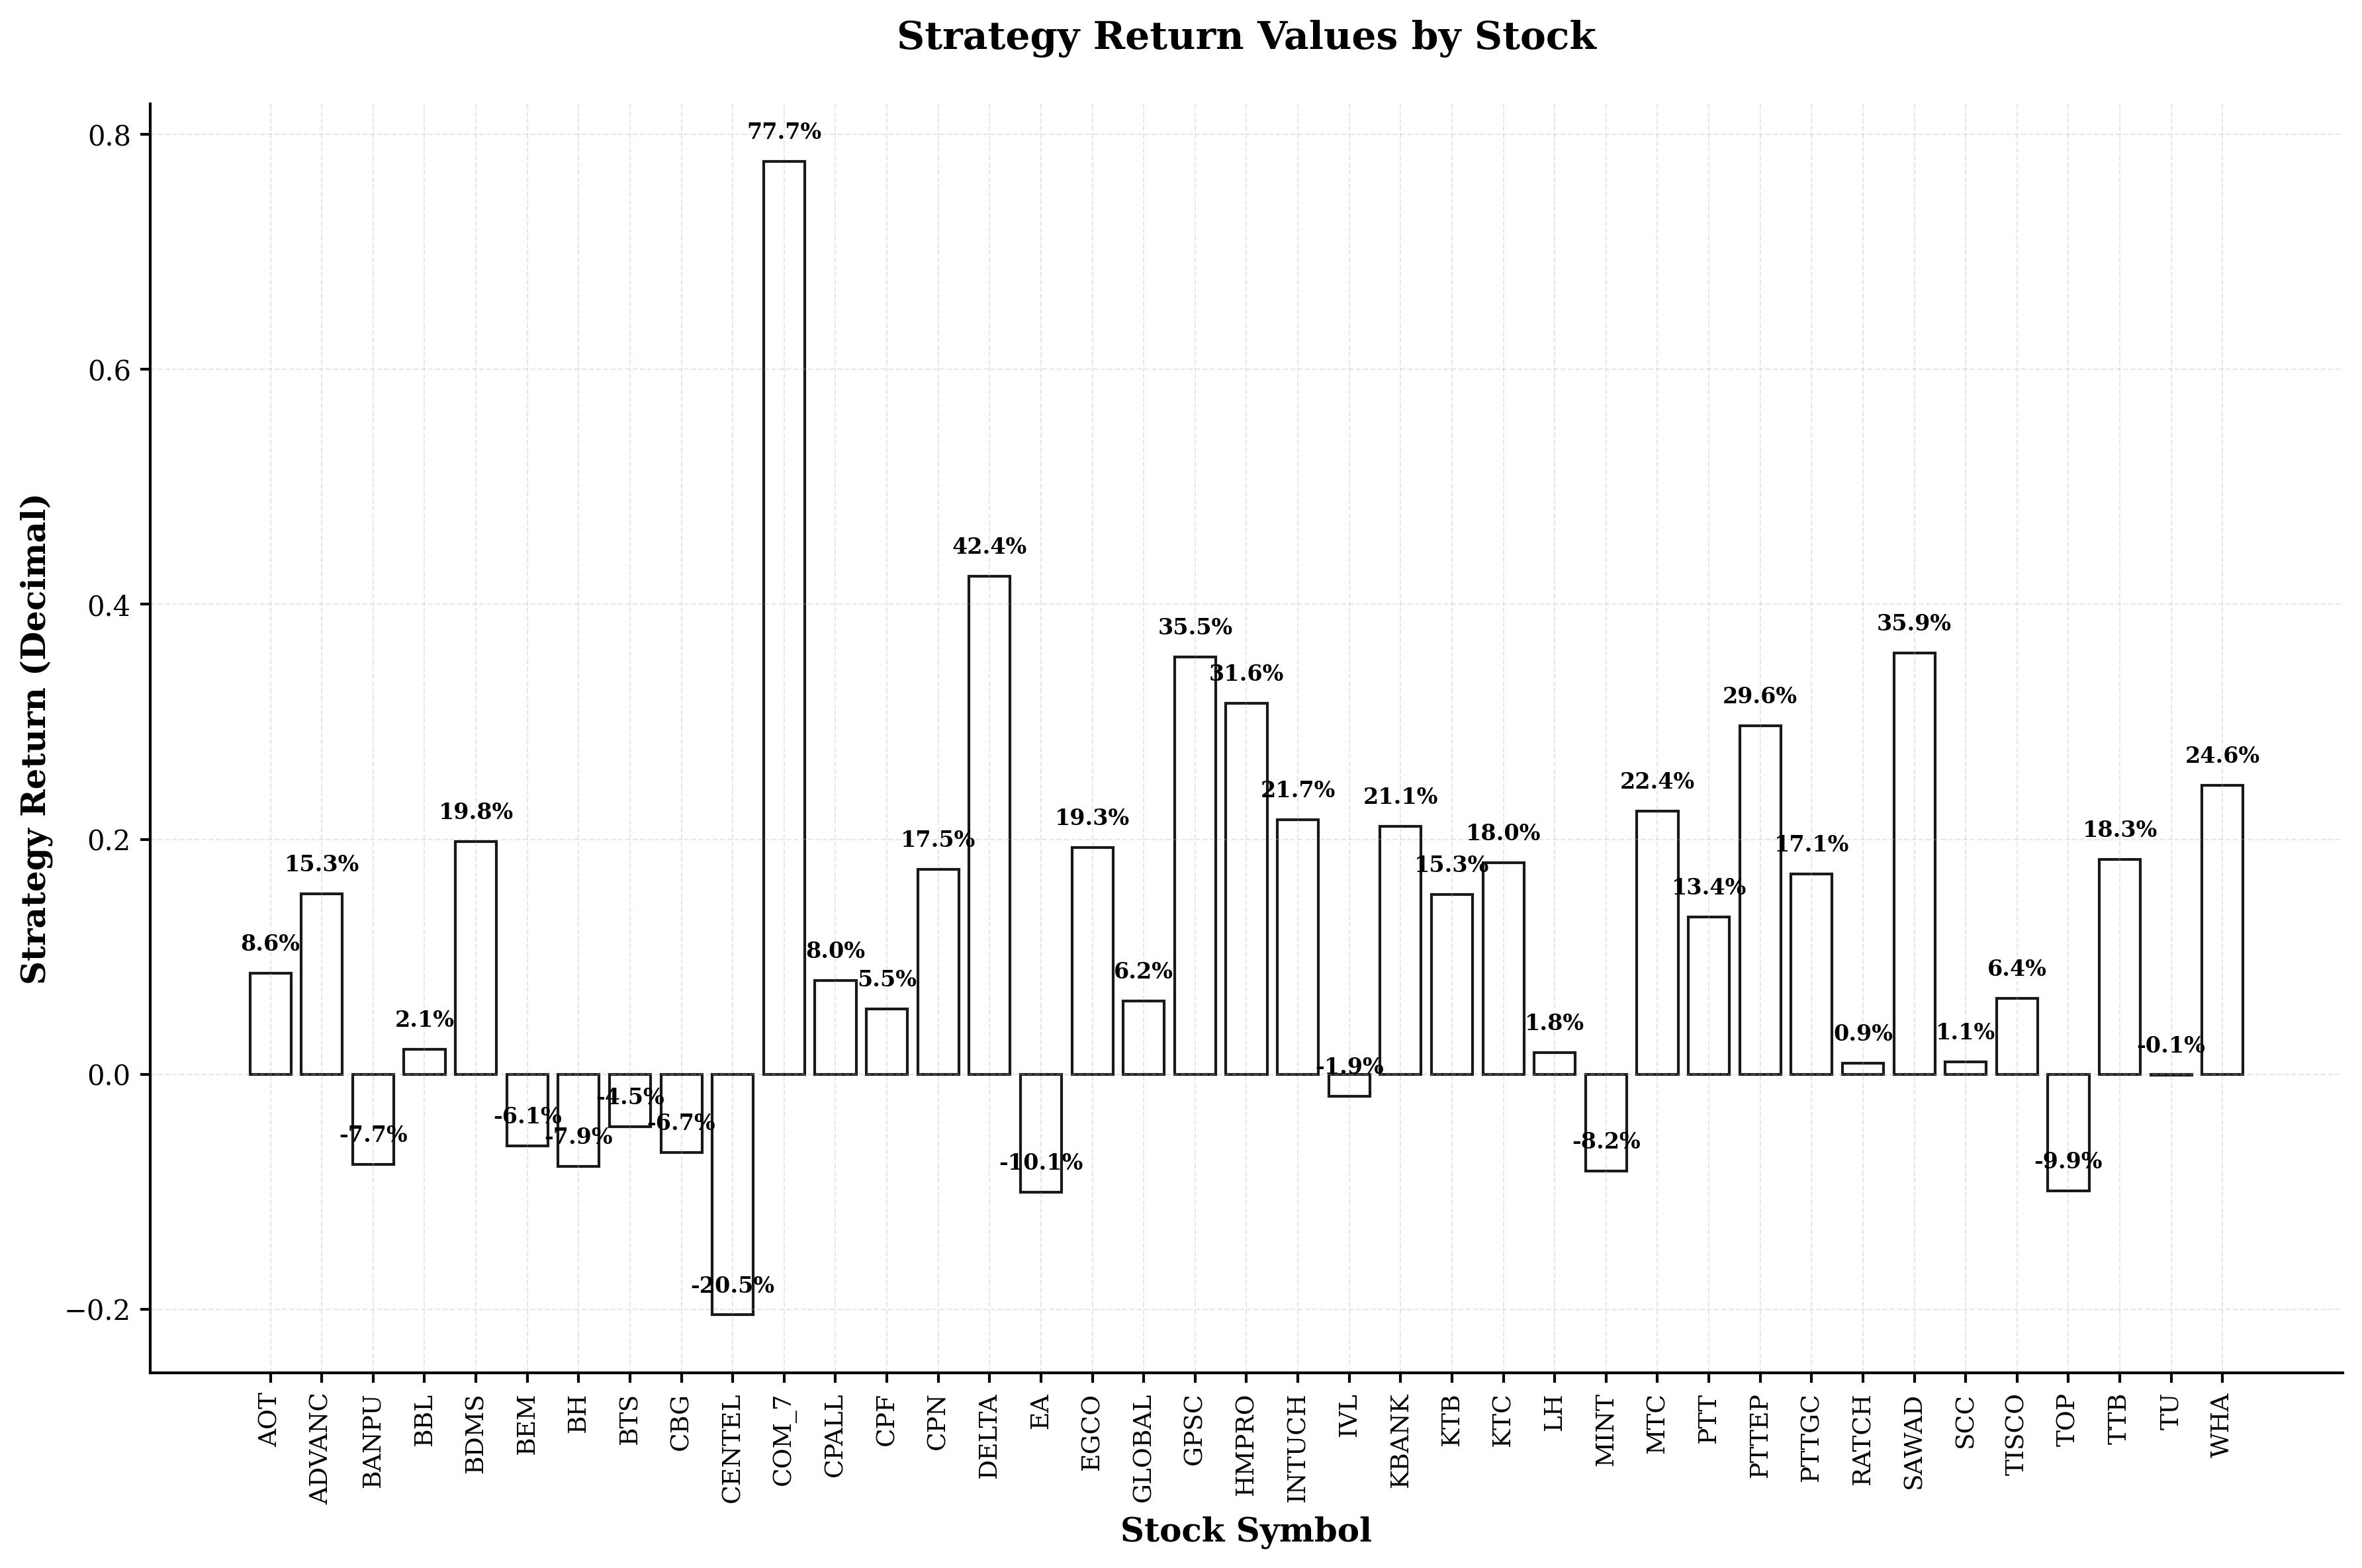 Strategy Return Values by Stock
Strategy Return (Decimal)
0.8
0.6
0.4
0.2
0.0
−0.2
8.6%
15.3%
-7.7%
2.1%
19.8%
-6.1%
-7.9%
-4.5%
-6.7%
-20.5%
77.7%
8.0%
5.5%
17.5%
42.4%
-10.1%
19.3%
6.2%
35.5%
31.6%
21.7%
-1.9%
21.1%
15.3%
18.0%
1.8%
-8.2%
22.4%
13.4%
29.6%
17.1%
0.9%
35.9%
1.1%
6.4%
-9.9%
18.3%
-0.1%
24.6%
AOT
ADVANC
BANPU
BBL
BDMS
BEM
BH
BTS
CBG
CENTEL
COM_7
CPALL
CPF
CPN
DELTA
EA
EGCO
GLOBAL
GPSC
HMPRO
INTUCH
IVL
KBANK
KTB
KTC
LH
MINT
MTC
PTT
PTTEP
PTTGC
RATCH
SAWAD
SCC
TISCO
TOP
TTB
TU
WHA
Stock Symbol